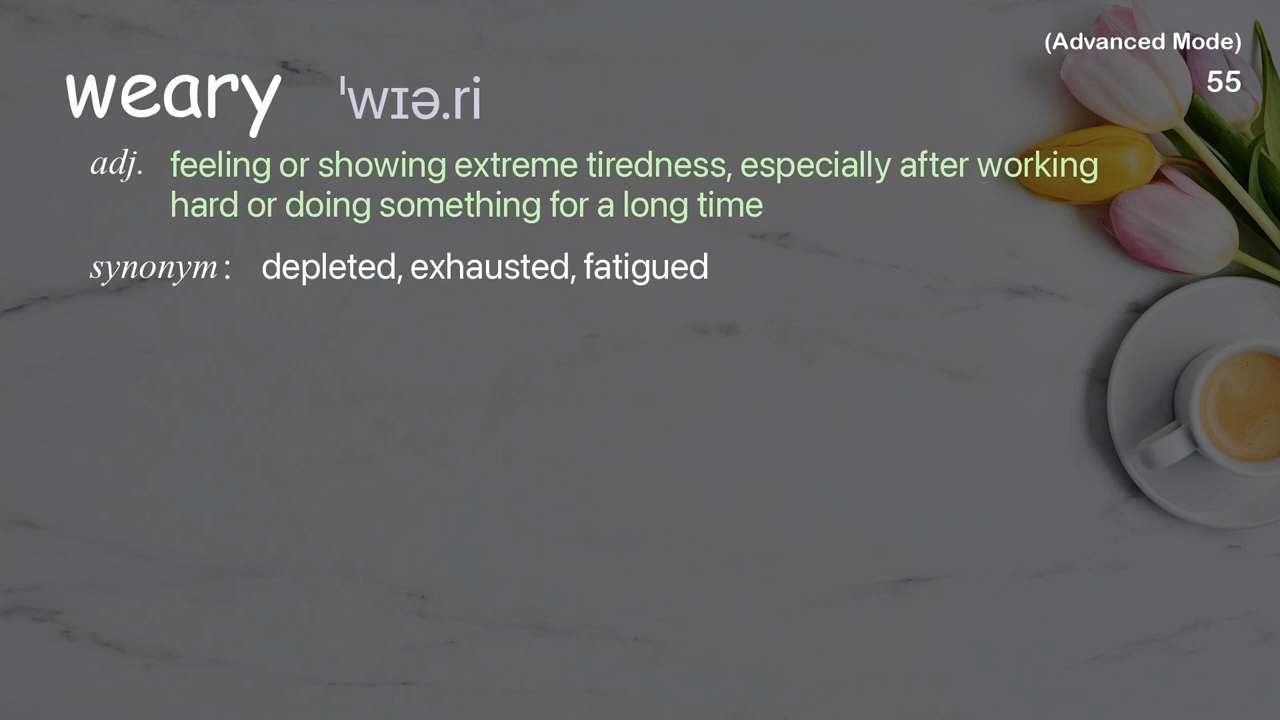 (Advanced Mode)
55
weary ˈwɪə.ri
adj. feeling or showing extreme tiredness, especially after working
hard or doing something for a long time
synonym : depleted, exhausted, fatigued